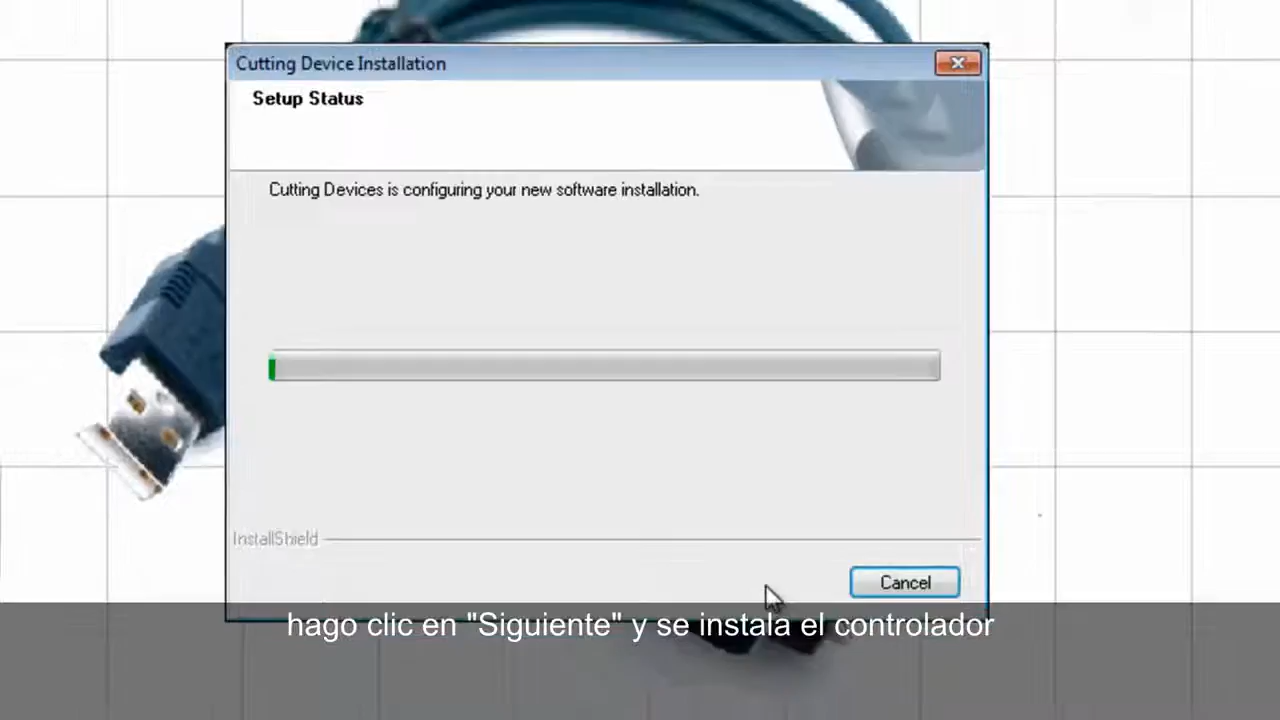 Cutting Device Installation
Setup Status
Cutting Devices is configuring your new software installation.
InstallShield
Cancel
hago clic en "Siguiente" y se instala el controlador